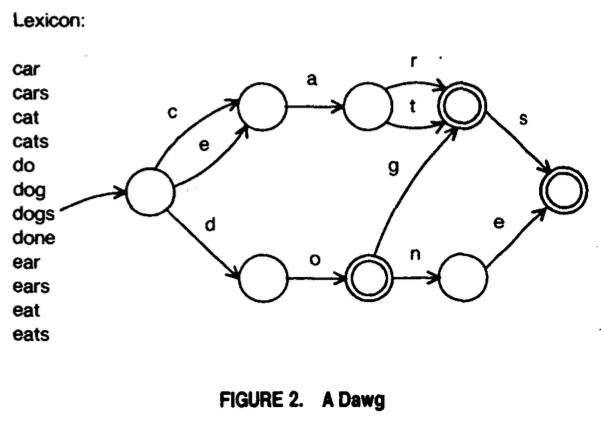 Lexicon:
car
cars
cat
cats
do
dog
dogs
done
ear
ears
eat
eats
c
e
a
r
t
s
d
o
g
n
e
FIGURE 2. A Dawg